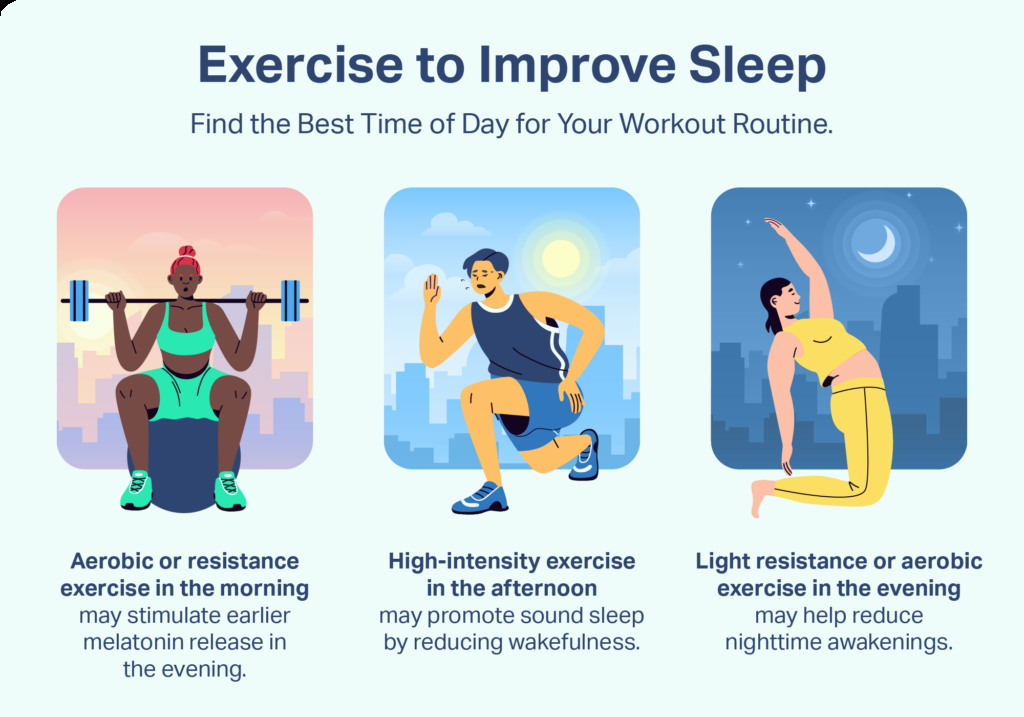 Exercise to Improve Sleep
Find the Best Time of Day for Your Workout Routine.
Aerobic or resistance
exercise in the morning
may stimulate earlier
melatonin release in
the evening.
High-intensity exercise
in the afternoon
may promote sound sleep
by reducing wakefulness.
Light resistance or aerobic
exercise in the evening
may help reduce
nighttime awakenings.